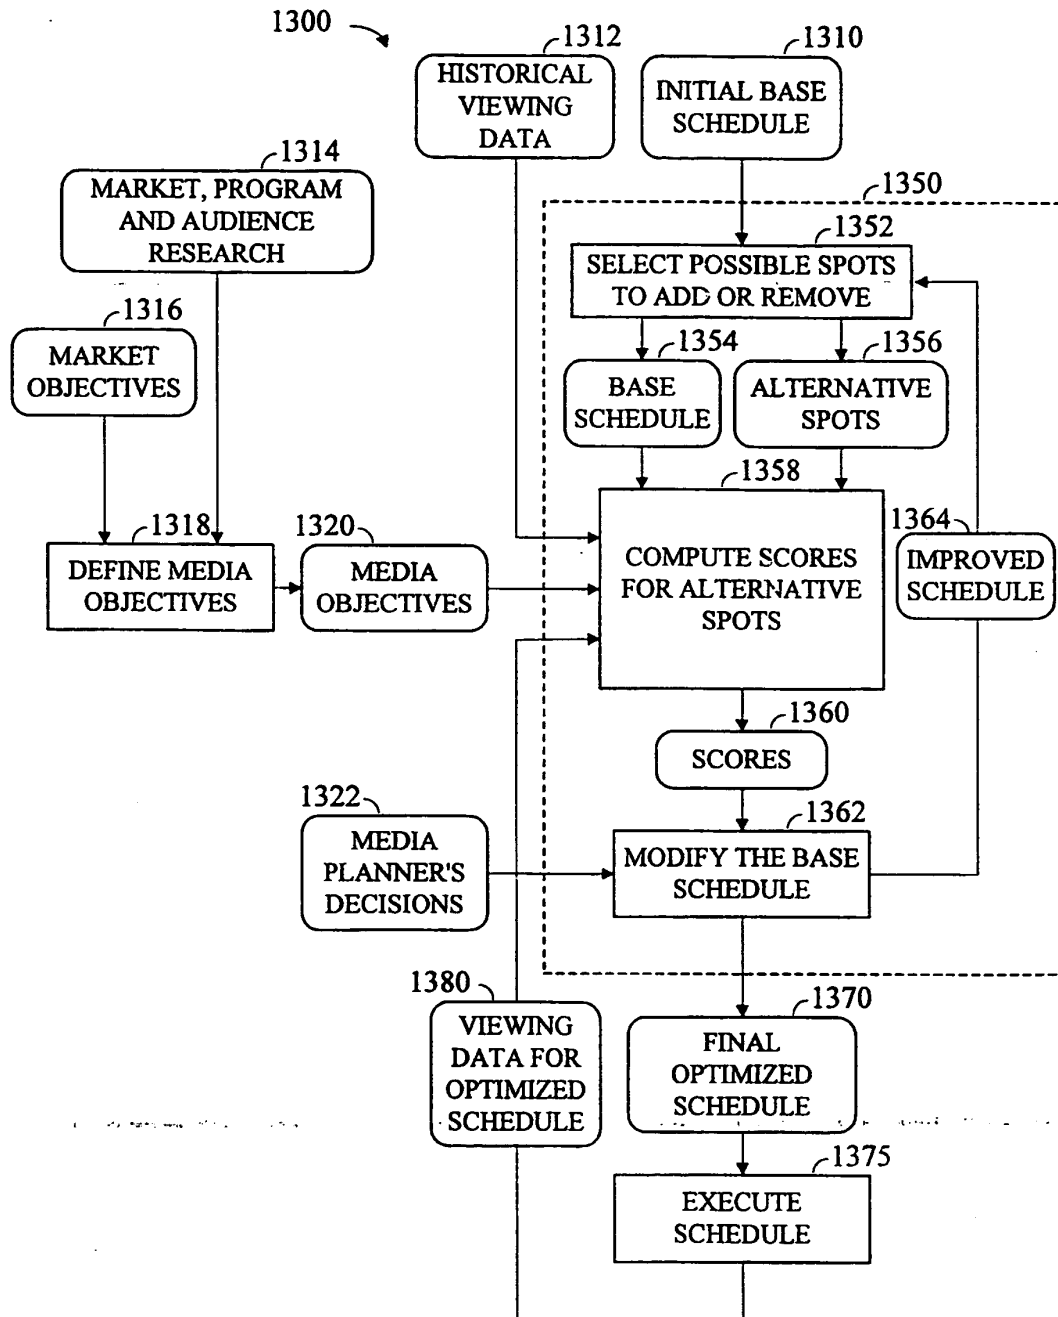 1300
1312
HISTORICAL
VIEWING
DATA
1310
INITIAL BASE
SCHEDULE
1314
MARKET, PROGRAM
AND AUDIENCE
RESEARCH
1350
1352
SELECT POSSIBLE SPOTS
TO ADD OR REMOVE
1316
MARKET
OBJECTIVES
1354
BASE
SCHEDULE
1356
ALTERNATIVE
SPOTS
1358
COMPUTE SCORES
FOR ALTERNATIVE
SPOTS
1364
IMPROVED
SCHEDULE
1318
DEFINE MEDIA
OBJECTIVES
1320
MEDIA
OBJECTIVES
1360
SCORES
1322
MEDIA
PLANNER'S
DECISIONS
1362
MODIFY THE BASE
SCHEDULE
1380
VIEWING
DATA FOR
OPTIMIZED
SCHEDULE
1370
FINAL
OPTIMIZED
SCHEDULE
1375
EXECUTE
SCHEDULE